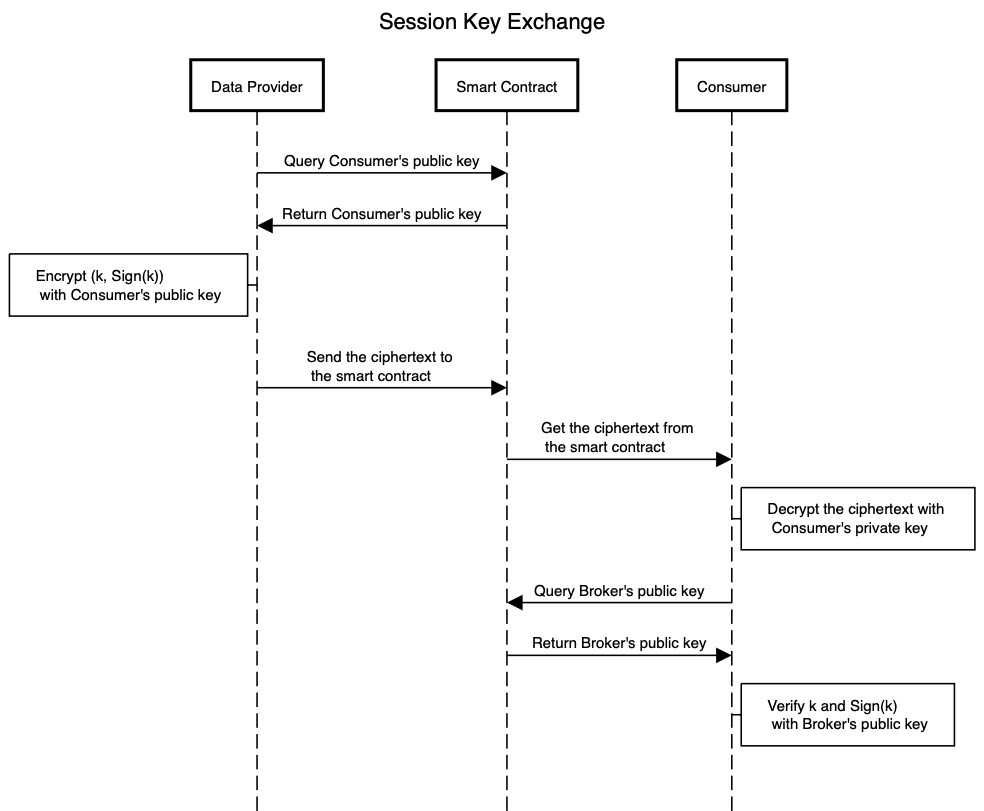 Session Key Exchange
Data Provider
Smart Contract
Consumer
Query Consumer's public key
Return Consumer's public key
Encrypt (k, Sign(k))
with Consumer's public key
Send the ciphertext to
the smart contract
Get the ciphertext from
the smart contract
Decrypt the ciphertext with
Consumer's private key
Query Broker's public key
Return Broker's public key
Verify k and Sign(k)
with Broker's public key